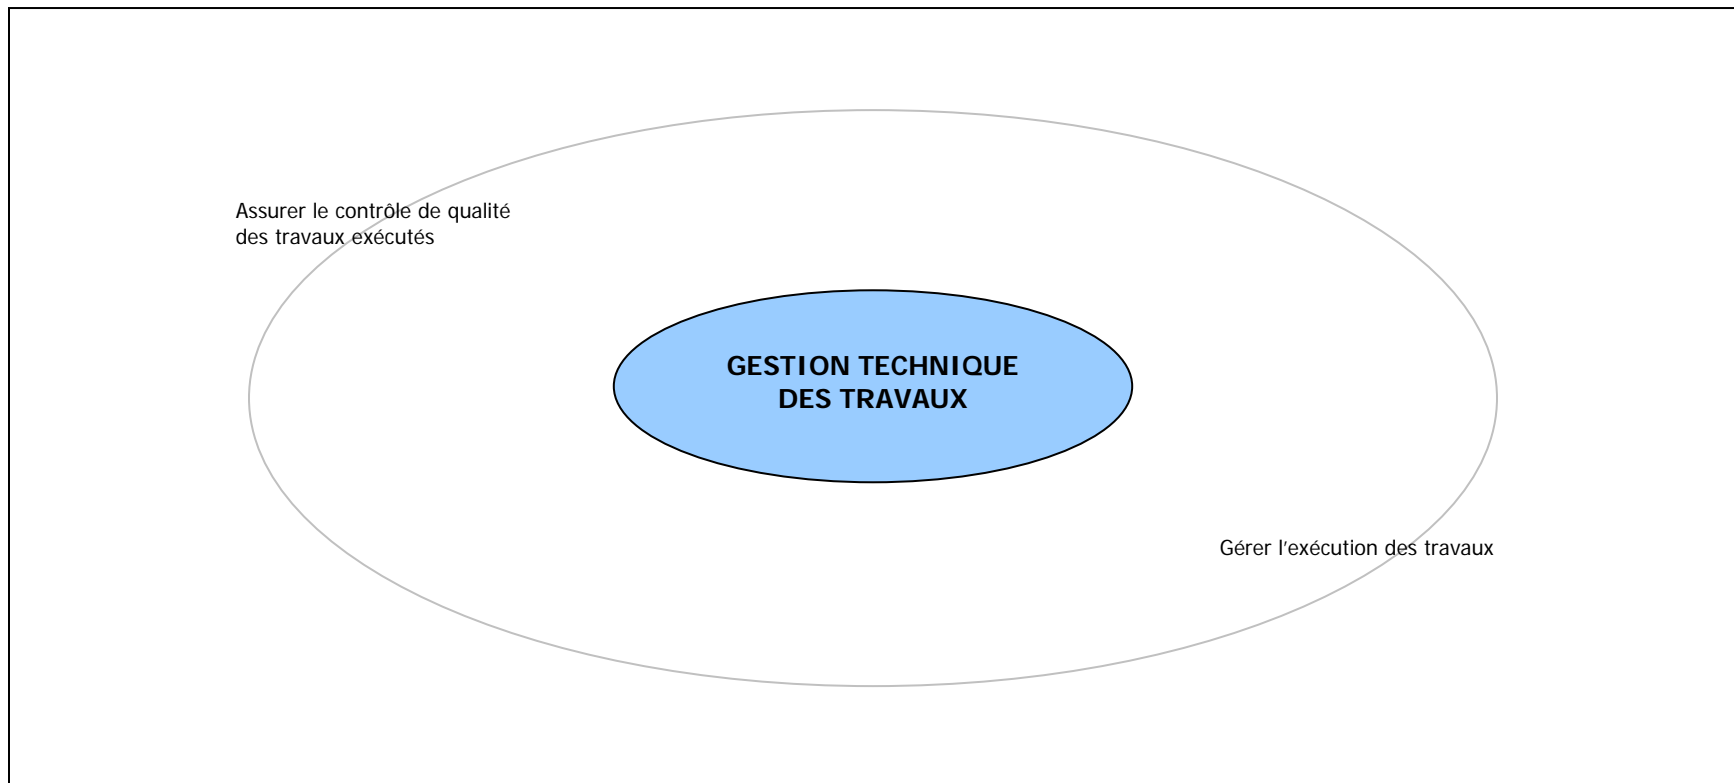 Assurer le contrôle de qualité
des travaux exécutés
GESTION TECHNIQUE
DES TRAVAUX
Gérer l'exécution des travaux